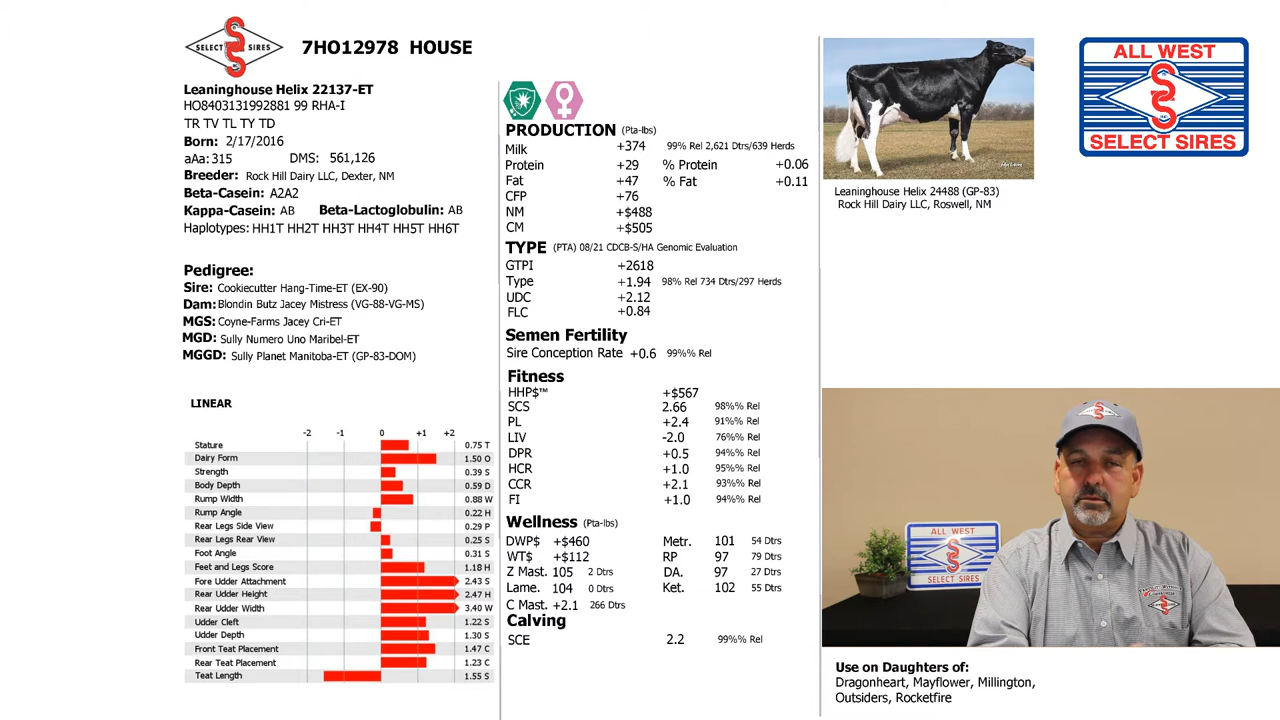 SELECT SIRES
7HO12978 HOUSE
Leaninghouse Helix 22137-ET
HO8403131992881 99 RHA-I
TR TV TL TY TD
Born: 2/17/2016
aAa: 315 DMS: 561,126
Breeder: Rock Hill Dairy LLC, Dexter, NM
Beta-Casein: A2A2
Kappa-Casein: AB Beta-Lactoglobulin: AB
Haplotypes: HH1T HH2T HH3T HH4T HH5T HH6T
Pedigree:
Sire: Cookiecutter Hang-Time-ET (EX-90)
Dam: Blondin Butz Jacey Mistress (VG-88-VG-MS)
MGS: Coyne-Farms Jacey Cri-ET
MGD: Sully Numero Uno Maribel-ET
MGGD: Sully Planet Manitoba-ET (GP-83-DOM)
LINEAR
-2 -1 0 +1 +2
Stature 0.75 T
Dairy Form 1.50 O
Strength 0.39 S
Body Depth 0.59 D
Rump Width 0.88 W
Rump Angle 0.22 H
Rear Legs Side View 0.29 P
Rear Legs Rear View 0.25 S
Foot Angle 0.31 S
Feet and Legs Score 1.18 H
Fore Udder Attachment 2.43 S
Rear Udder Height 2.47 H
Rear Udder Width 3.40 W
Udder Cleft 1.22 S
Udder Depth 1.30 S
Front Teat Placement 1.47 C
Rear Teat Placement 1.23 C
Teat Length 1.55 S
PRODUCTION (Pta-lbs)
Milk +374 99% Rel 2,621 Dtrs/639 Herds
Protein +29 % Protein +0.06
Fat +47 % Fat +0.11
CFP +76
NM +$488
CM +$505
TYPE (PTA) 08/21 CDCB-S/HA Genomic Evaluation
GTPI +2618
Type +1.94 98% Rel 734 Dtrs/297 Herds
UDC +2.12
FLC +0.84
Semen Fertility
Sire Conception Rate +0.6 99%% Rel
Fitness
HHP$™ +$567
SCS 2.66 98%% Rel
PL +2.4 91%% Rel
LIV -2.0 76%% Rel
DPR +0.5 94%% Rel
HCR +1.0 95%% Rel
CCR +2.1 93%% Rel
FI +1.0 94%% Rel
Wellness (Pta-lbs)
DWP$ +$460 Metr. 101 54 Dtrs
WT$ +$112 RP 97 79 Dtrs
Z Mast. 105 2 Dtrs DA. 97 27 Dtrs
Lame. 104 0 Dtrs Ket. 102 55 Dtrs
C Mast. +2.1 266 Dtrs
Calving
SCE 2.2 99%% Rel
Leaninghouse Helix 24488 (GP-83)
Rock Hill Dairy LLC, Roswell, NM
ALL WEST
SELECT SIRES
ALL WEST
SELECT SIRES
Use on Daughters of:
Dragonheart, Mayflower, Millington,
Outsiders, Rocketfire